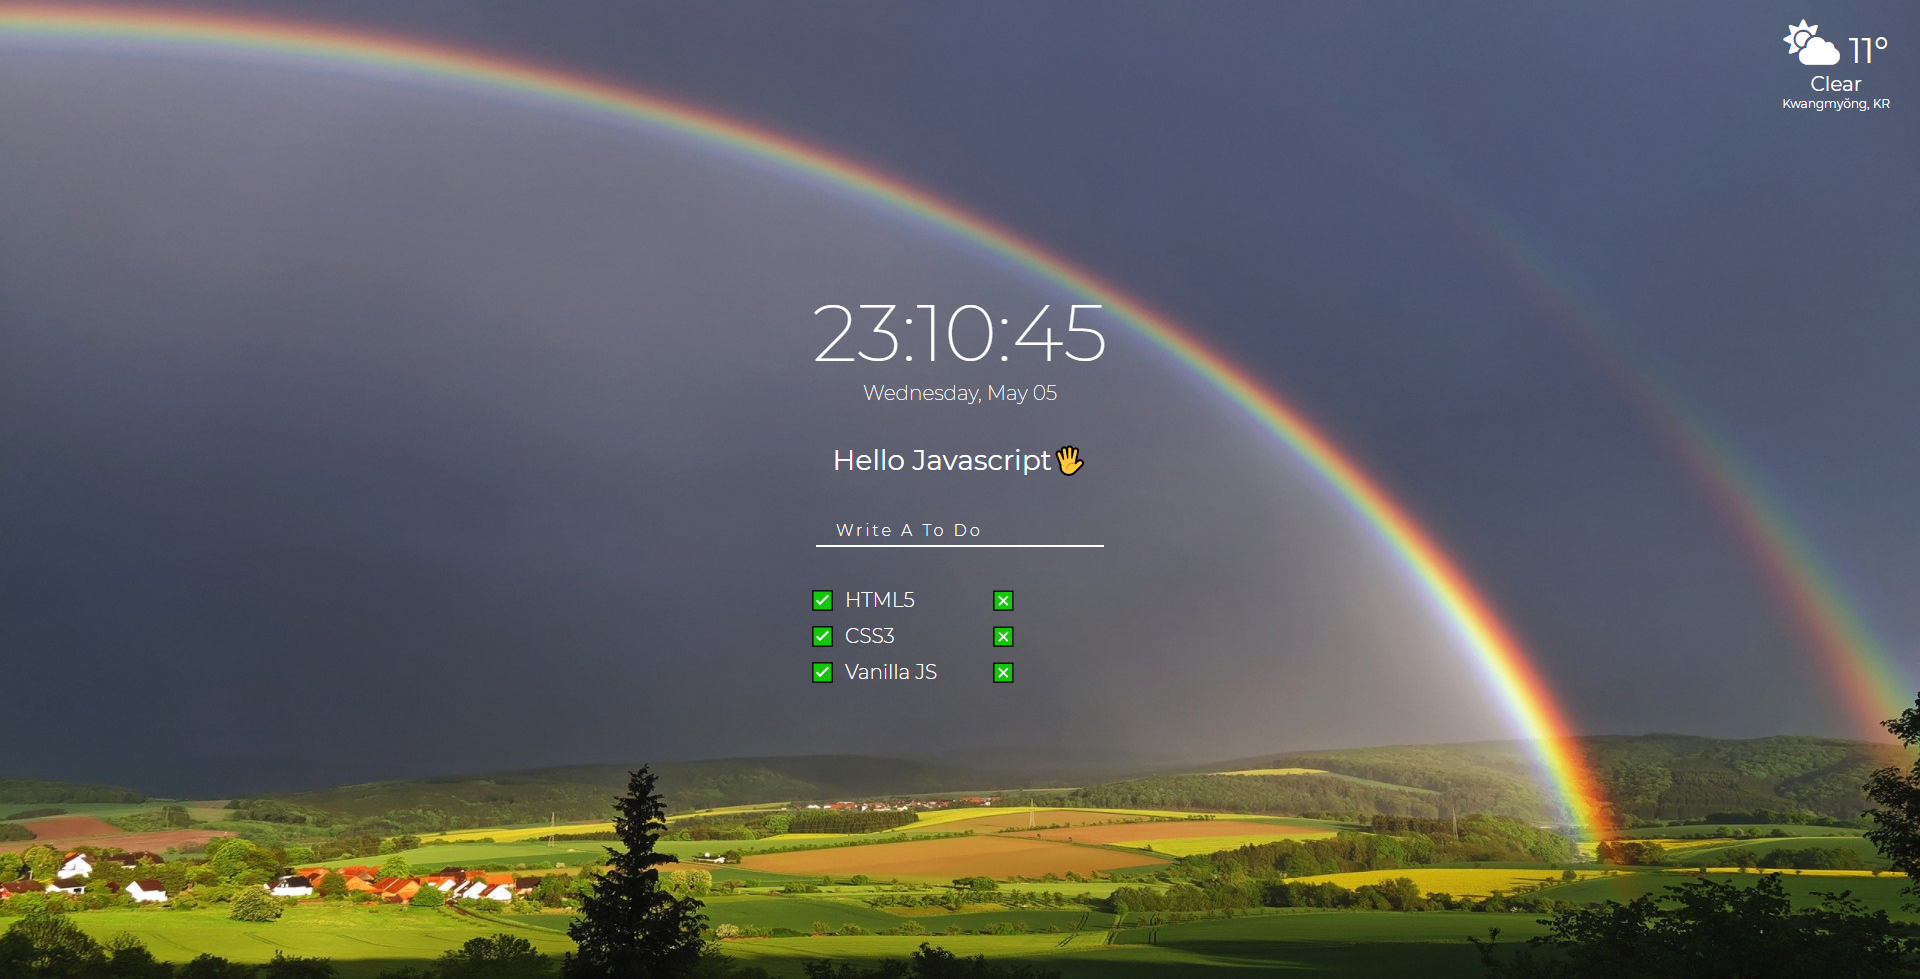 11°
Clear
Kwangmyŏng, KR
23:10:45
Wednesday, May 05
Hello Javascript🖐
Write A To Do
HTML5
CSS3
Vanilla JS